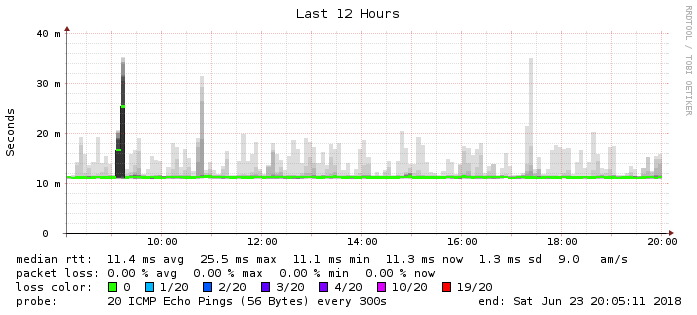 Last 12 Hours
RRDTOOL / TOBI OETIKER
Seconds
40 m
30 m
20 m
10 m
0
10:00 12:00 14:00 16:00 18:00 20:00
median rtt: 11.4 ms avg 25.5 ms max 11.1 ms min 11.3 ms now 1.3 ms sd 9.0 am/s
packet loss: 0.00 % avg 0.00 % max 0.00 % min 0.00 % now
loss color: 0 1/20 2/20 3/20 4/20 10/20 19/20
probe: 20 ICMP Echo Pings (56 Bytes) every 300s end: Sat Jun 23 20:05:11 2018